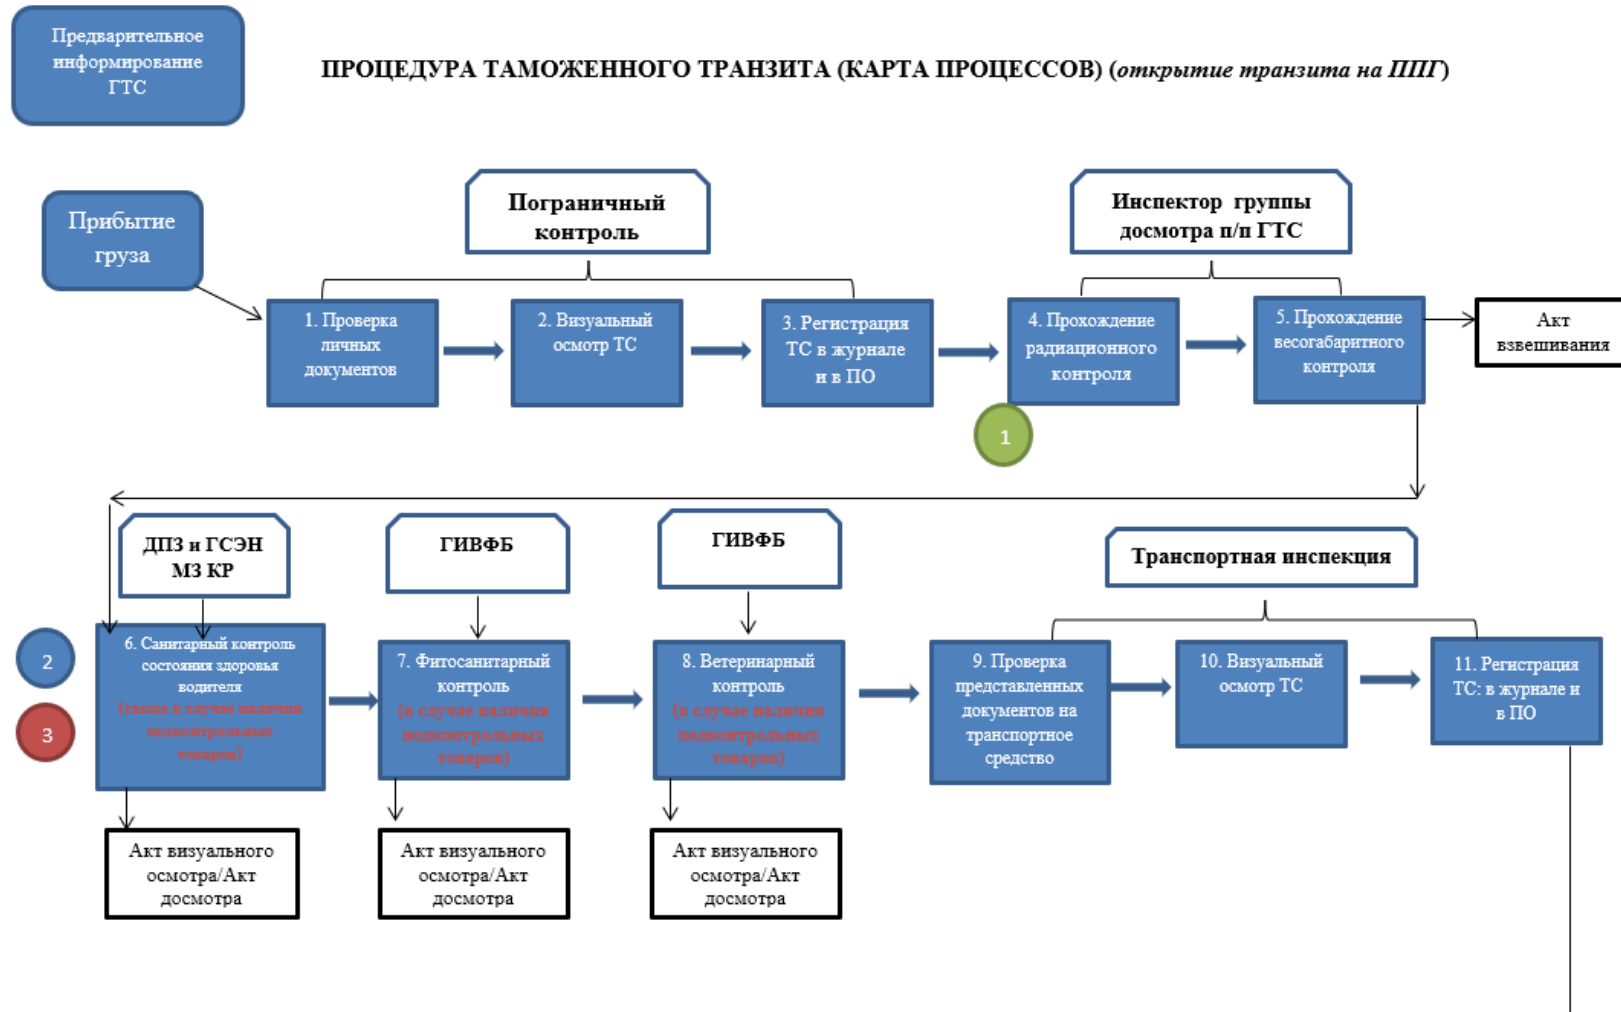 Предварительное
информирование
ГТС
ПРОЦЕДУРА ТАМОЖЕННОГО ТРАНЗИТА (КАРТА ПРОЦЕССОВ) (открытие транзита на ППГ)
Прибытие
груза
Пограничный
контроль
Инспектор группы
досмотра п/п ГТС
1. Проверка
личных
документов
2. Визуальный
осмотр ТС
3. Регистрация
ТС в журнале
и в ПО
4. Прохождение
радиационного
контроля
5. Прохождение
весогабаритного
контроля
Акт
взвешивания
1
ДПЗ и ГСЭН
МЗ КР
ГИВФБ
ГИВФБ
Транспортная инспекция
2
3
6. Санитарный контроль
состояния здоровья
водителя
(также в случае наличия
подконтрольных
товаров)
7. Фитосанитарный
контроль
(в случае наличия
подконтрольных
товаров)
8. Ветеринарный
контроль
(в случае наличия
подконтрольных
товаров)
9. Проверка
представленных
документов на
транспортное
средство
10. Визуальный
осмотр ТС
11. Регистрация
ТС: в журнале и
в ПО
Акт визуального
осмотра/Акт
досмотра
Акт визуального
осмотра/Акт
досмотра
Акт визуального
осмотра/Акт
досмотра